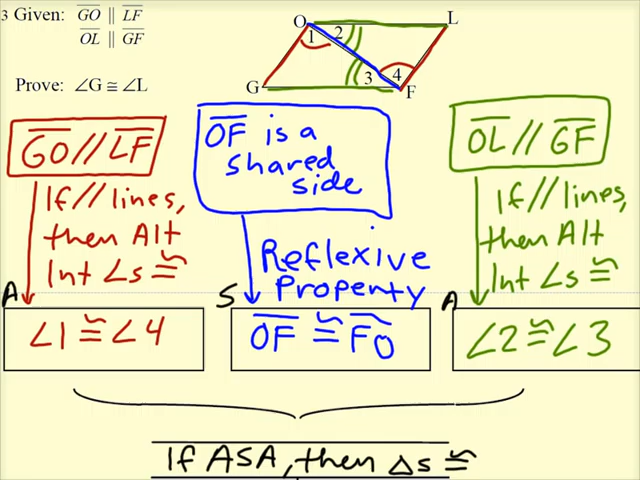 3 Given: GO ∥ LF
OL ∥ GF
Prove: ∠G ≅ ∠L
O
L
1
2
3
4
G
F
GO // LF
If // lines,
then Alt
Int ∠s ≅
A
∠1 ≅ ∠4
OF is a
shared
side
Reflexive
Property
S
OF ≅ FO
OL // GF
If // lines,
then Alt
Int ∠s ≅
A
∠2 ≅ ∠3
If ASA, then △s ≅